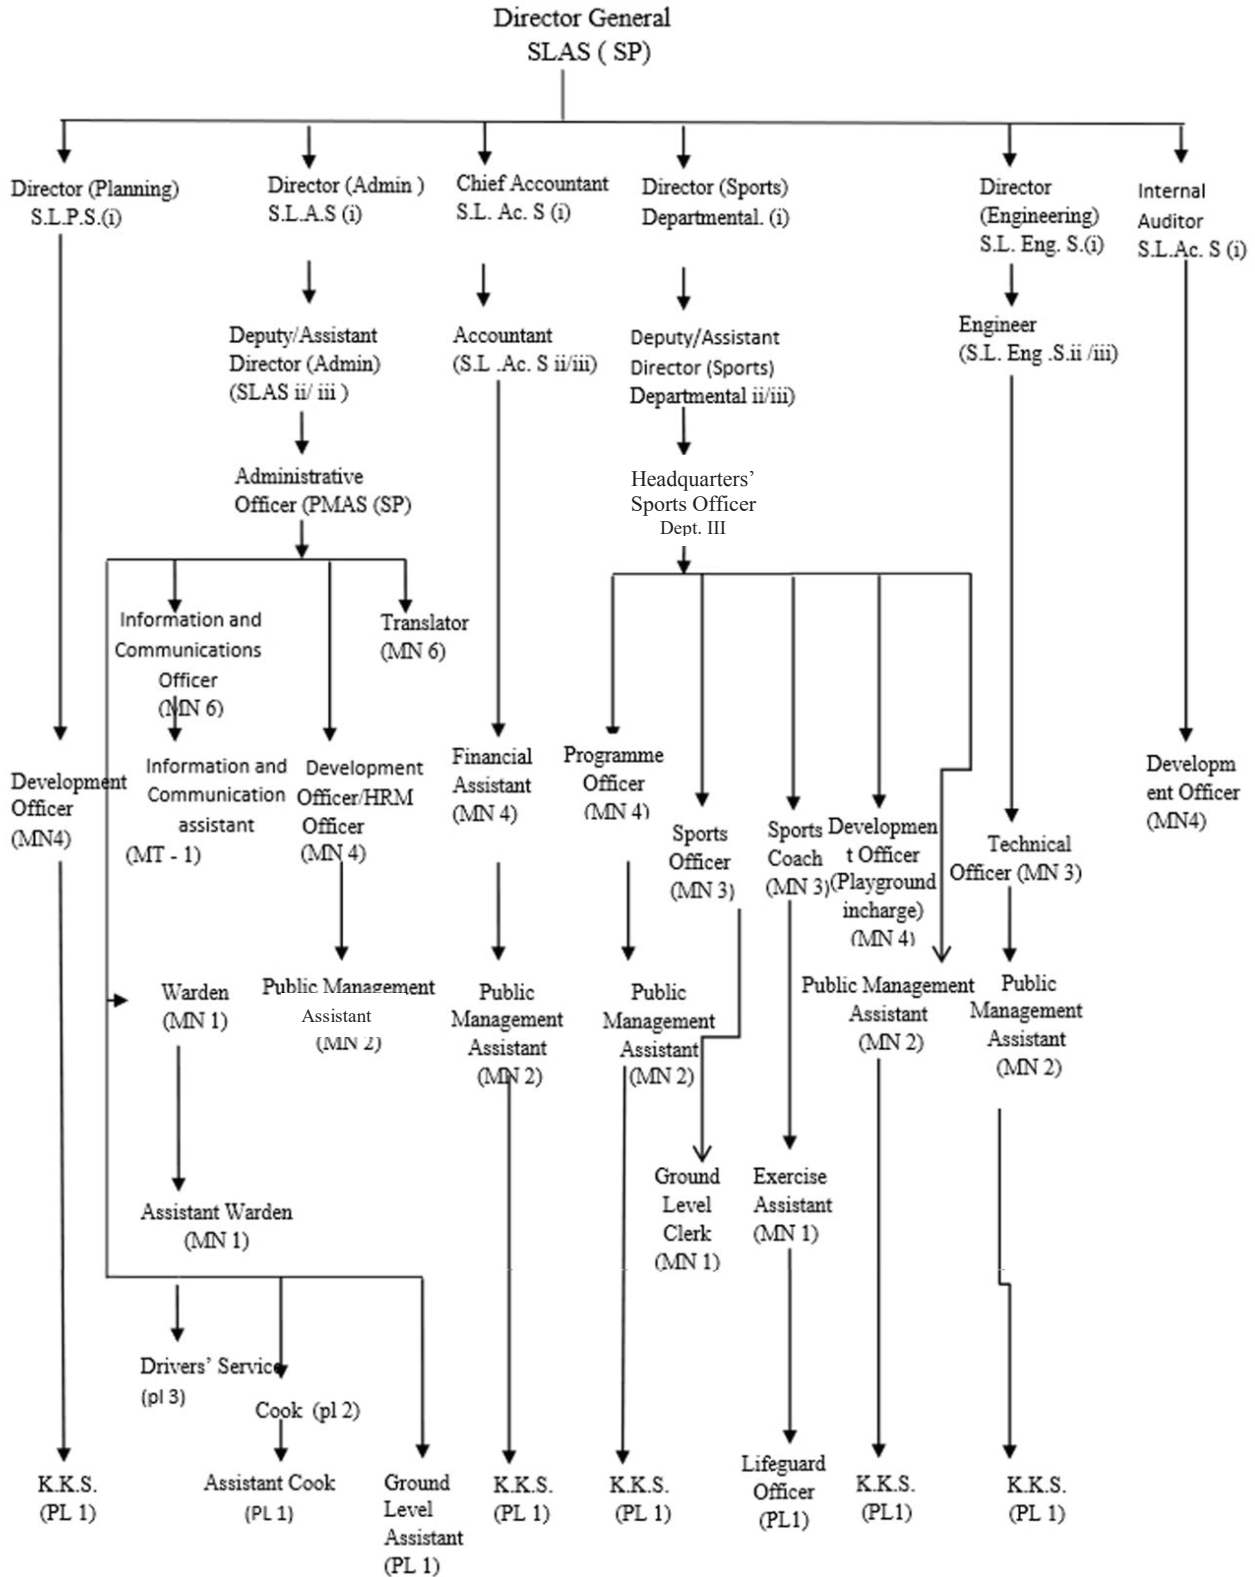 Director General
SLAS ( SP)
Director (Planning)
S.L.P.S.(i)
Director (Admin )
S.L.A.S (i)
Chief Accountant
S.L. Ac. S (i)
Director (Sports)
Departmental. (i)
Director
(Engineering)
S.L. Eng. S.(i)
Internal
Auditor
S.L.Ac. S (i)
Deputy/Assistant
Director (Admin)
(SLAS ii/ iii )
Accountant
(S.L .Ac. S ii/iii)
Deputy/Assistant
Director (Sports)
Departmental ii/iii)
Engineer
(S.L. Eng .S.ii /iii)
Administrative
Officer (PMAS (SP)
Headquarters’
Sports Officer
Dept. III
Information and
Communications
Officer
(MN 6)
Translator
(MN 6)
Development
Officer
(MN4)
Information and
Communication
assistant
(MT - 1)
Development
Officer/HRM
Officer
(MN 4)
Financial
Assistant
(MN 4)
Programme
Officer
(MN 4)
Sports
Officer
(MN 3)
Sports
Coach
(MN 3)
Developmen
t Officer
(Playground
incharge)
(MN 4)
Technical
Officer (MN 3)
Developm
ent Officer
(MN4)
Warden
(MN 1)
Public Management
Assistant
(MN 2)
Public
Management
Assistant
(MN 2)
Public
Management
Assistant
(MN 2)
Public Management
Assistant
(MN 2)
Public
Management
Assistant
(MN 2)
Assistant Warden
(MN 1)
Ground
Level
Clerk
(MN 1)
Exercise
Assistant
(MN 1)
Drivers’ Service
(pl 3)
Cook (pl 2)
K.K.S.
(PL 1)
Assistant Cook
(PL 1)
Ground
Level
Assistant
(PL 1)
K.K.S.
(PL 1)
K.K.S.
(PL 1)
Lifeguard
Officer
(PL1)
K.K.S.
(PL1)
K.K.S.
(PL 1)